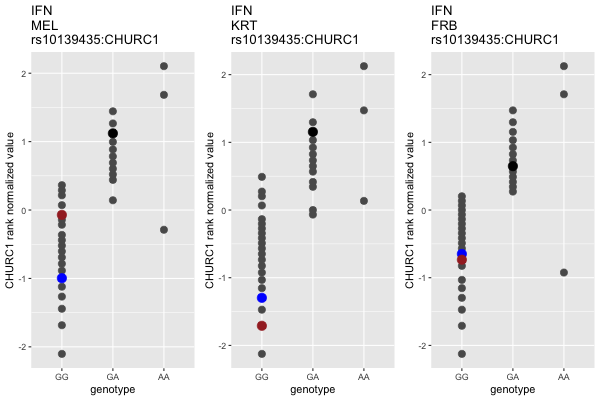 IFN
MEL
rs10139435:CHURC1
CHURC1 rank normalized value
2
1
0
-1
-2
GG GA AA
genotype
IFN
KRT
rs10139435:CHURC1
CHURC1 rank normalized value
2
1
0
-1
-2
GG GA AA
genotype
IFN
FRB
rs10139435:CHURC1
CHURC1 rank normalized value
2
1
0
-1
-2
GG GA AA
genotype